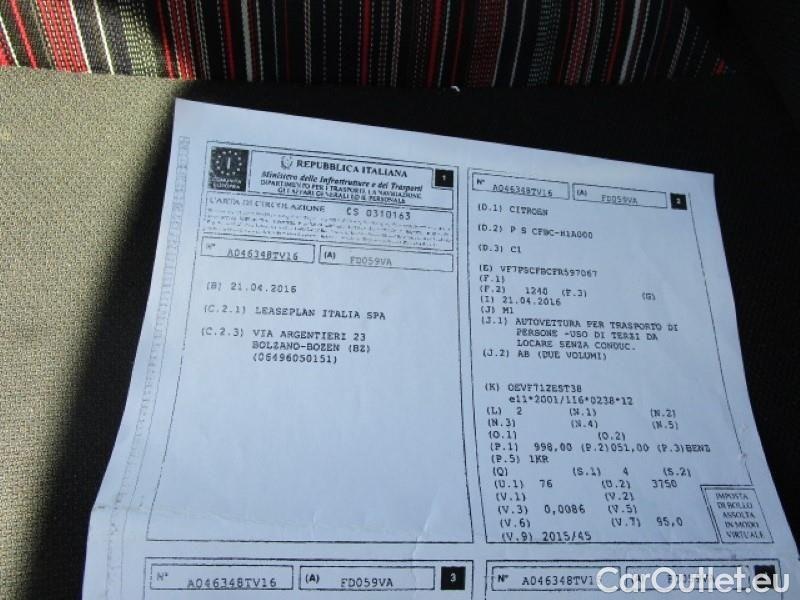 REPUBBLICA ITALIANA
1
Ministero delle Infrastrutture e dei Trasporti
DIPARTIMENTO PER I TRASPORTI, LA NAVIGAZIONE,
GLI AFFARI GENERALI ED IL PERSONALE
I
COMUNITÀ
EUROPEA
CARTA DI CIRCOLAZIONE CS 0310163
N° A046348TV16 (A) FD059VA
(B) 21.04.2016
(C.2.1) LEASEPLAN ITALIA SPA
(C.2.3) VIA ARGENTIERI 23
BOLZANO-BOZEN (BZ)
(06496050151)
N° A046348TV16 (A) FD059VA 2
(D.1) CITROEN
(D.2) P S CFBC-H1A000
(D.3) C1
(E) VF7PSCFBCFR597067
(F.1)
(F.2) 1240 (F.3) (G)
(I) 21.04.2016
(J) M1
(J.1) AUTOVETTURA PER TRASPORTO DI
PERSONE -USO DI TERZI DA
LOCARE SENZA CONDUC.
(J.2) AB (DUE VOLUMI)
(K) OEVF71ZEST38
e11*2001/116*0238*12
(L) 2 (N.1) (N.2)
(N.3) (N.4) (N.5)
(O.1) (O.2)
(P.1) 998,00 (P.2)051,00 (P.3)BENZ
(P.5) 1KR
(Q) (S.1) 4 (S.2)
(U.1) 76 (U.2) 3750
(V.1) (V.2)
(V.3) 0,0086 (V.5)
(V.6) (V.7) 95,0
(V.9) 2015/45
IMPOSTA
DI BOLLO
ASSOLTA
IN MODO
VIRTUALE
N° A046348TV16 (A) FD059VA 3
N° A046348TV16 (A) FD059VA
CarOutlet.eu